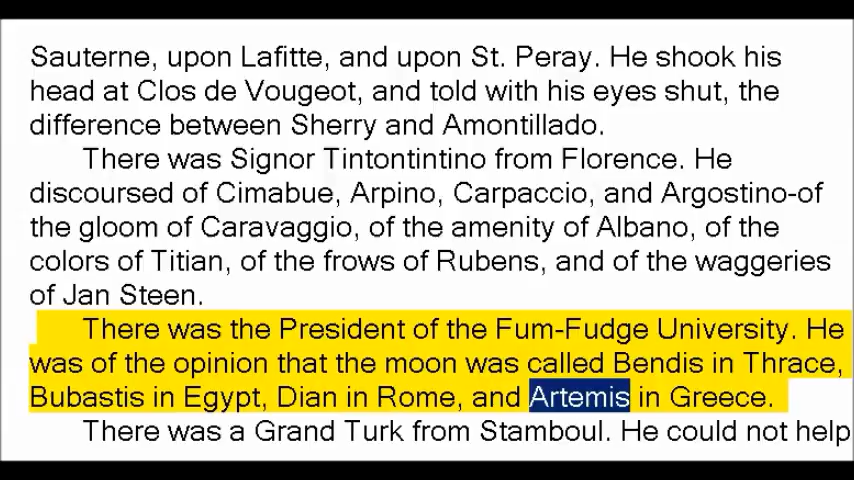 Sauterne, upon Lafitte, and upon St. Peray. He shook his
head at Clos de Vougeot, and told with his eyes shut, the
difference between Sherry and Amontillado.
There was Signor Tintontintino from Florence. He
discoursed of Cimabue, Arpino, Carpaccio, and Argostino-of
the gloom of Caravaggio, of the amenity of Albano, of the
colors of Titian, of the frows of Rubens, and of the waggeries
of Jan Steen.
There was the President of the Fum-Fudge University. He
was of the opinion that the moon was called Bendis in Thrace,
Bubastis in Egypt, Dian in Rome, and Artemis in Greece.
There was a Grand Turk from Stamboul. He could not help